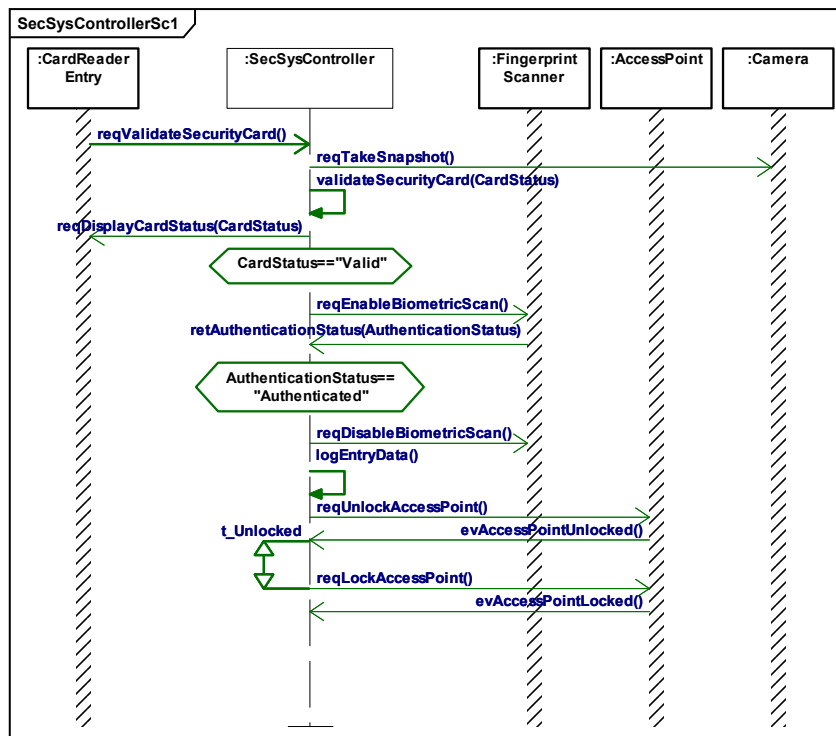 SecSysControllerSc1
:CardReader
Entry
:SecSysController
:Fingerprint
Scanner
:AccessPoint
:Camera
reqValidateSecurityCard()
reqTakeSnapshot()
validateSecurityCard(CardStatus)
reqDisplayCardStatus(CardStatus)
CardStatus=="Valid"
reqEnableBiometricScan()
retAuthenticationStatus(AuthenticationStatus)
AuthenticationStatus==
"Authenticated"
reqDisableBiometricScan()
logEntryData()
reqUnlockAccessPoint()
t_Unlocked
evAccessPointUnlocked()
reqLockAccessPoint()
evAccessPointLocked()